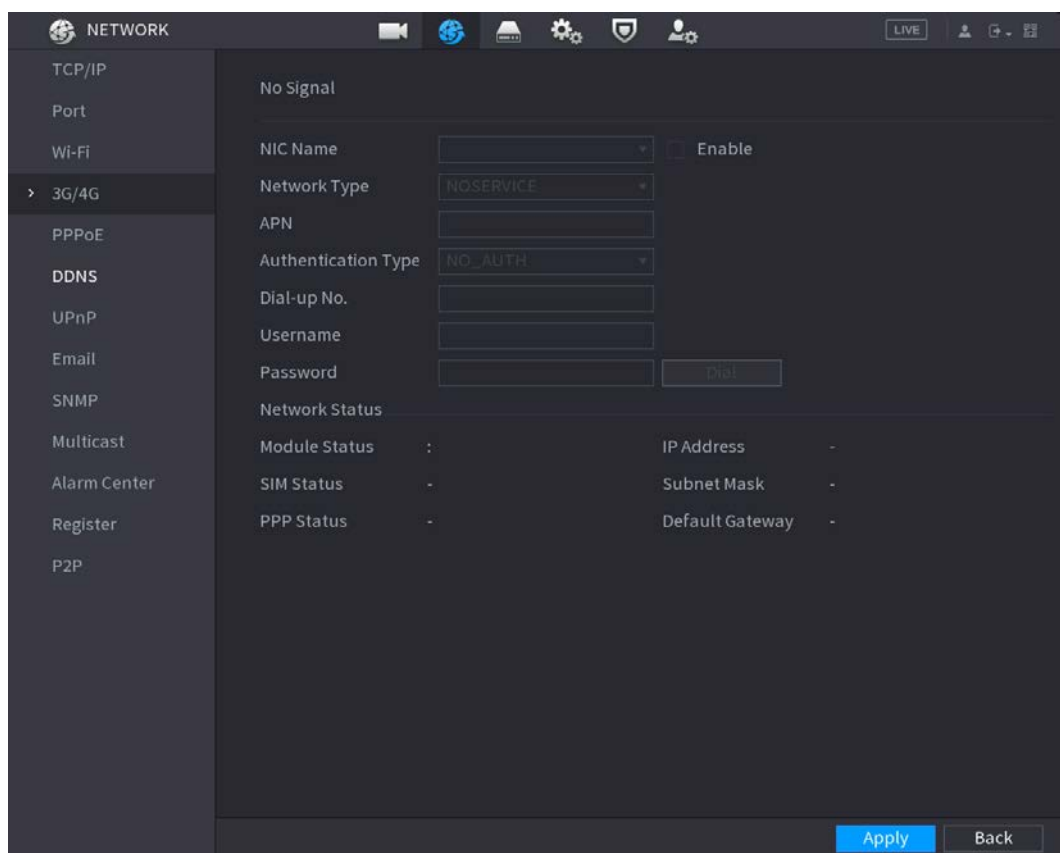 NETWORK
LIVE
TCP/IP
Port
Wi-Fi
3G/4G
PPPoE
DDNS
UPnP
Email
SNMP
Multicast
Alarm Center
Register
P2P
No Signal
NIC Name Enable
Network Type NOSERVICE
APN
Authentication Type NO_AUTH
Dial-up No.
Username
Password Dial
Network Status
Module Status : IP Address -
SIM Status - Subnet Mask -
PPP Status - Default Gateway -
Apply Back